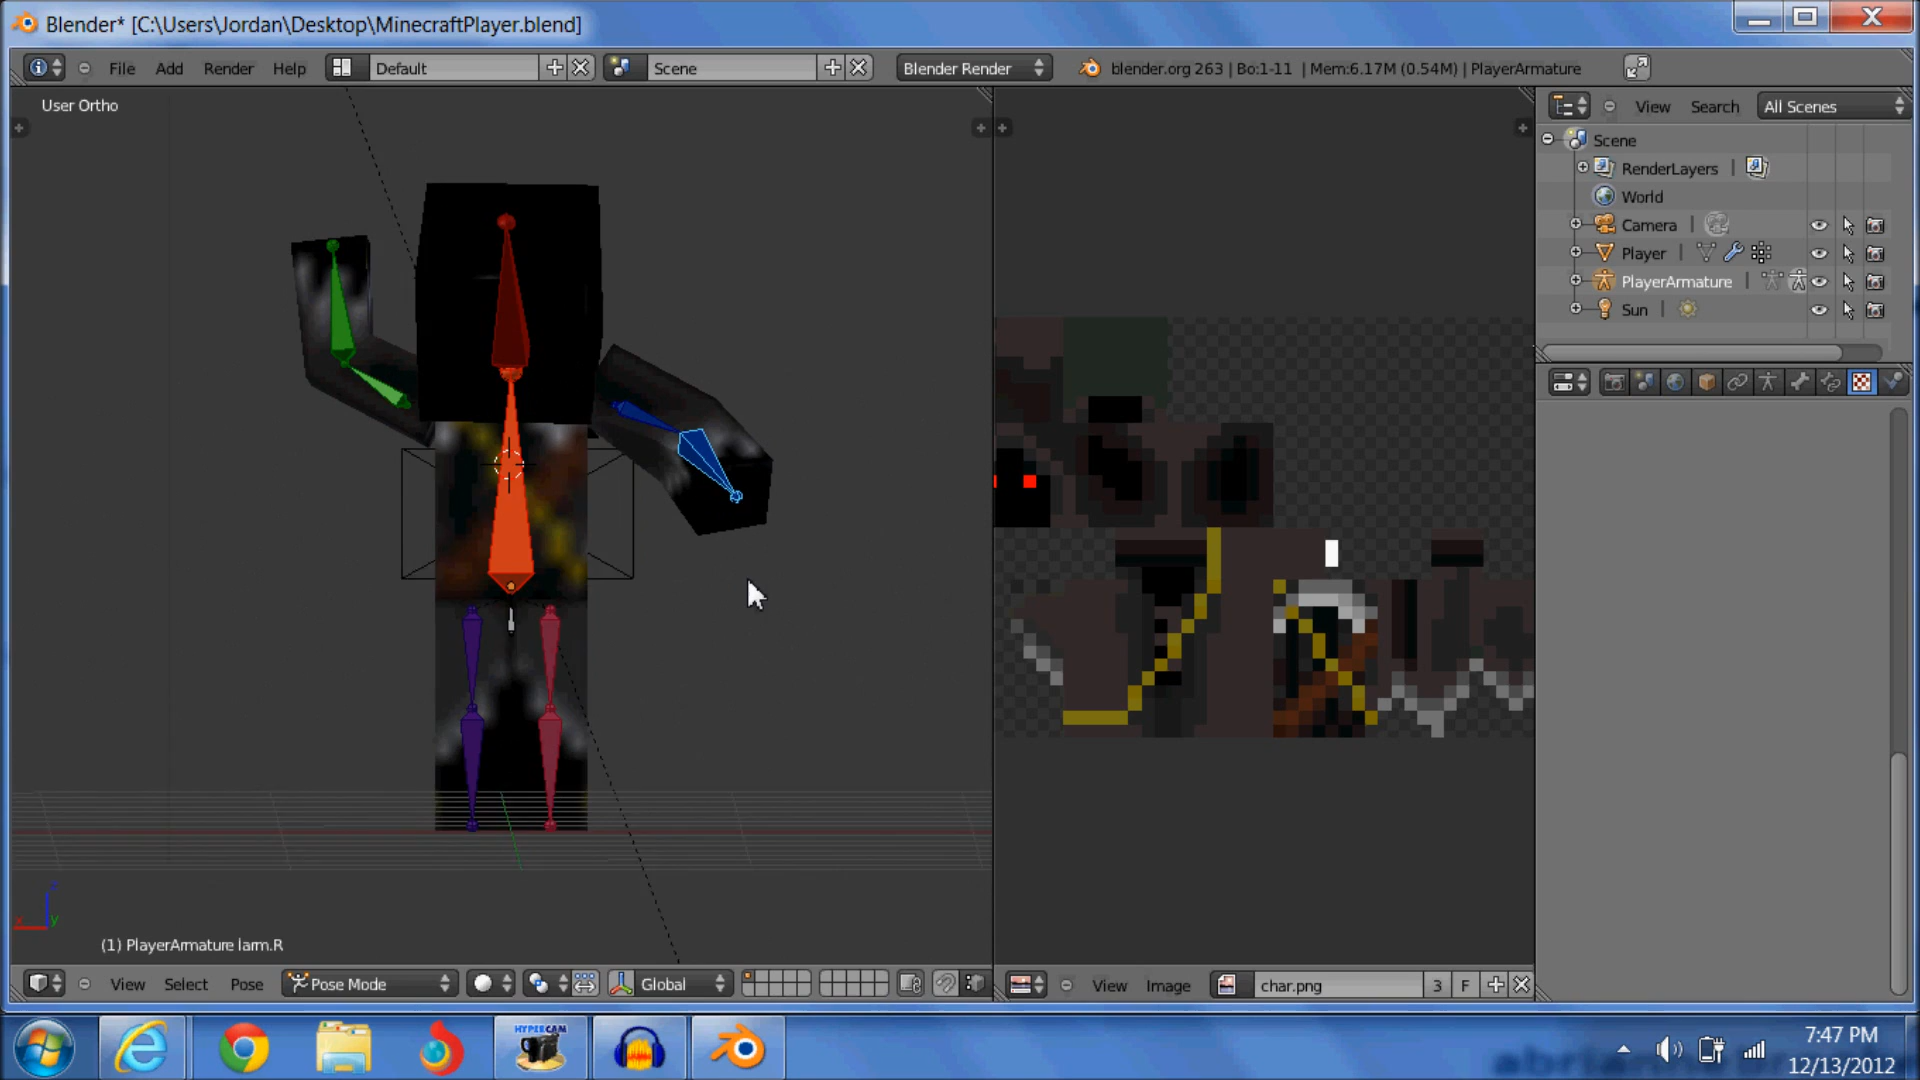 Blender* [C:\Users\Jordan\Desktop\MinecraftPlayer.blend]
File Add Render Help Default Scene Blender Render blender.org 263 | Bo:1-11 | Mem:6.17M (0.54M) | PlayerArmature
User Ortho
View Search All Scenes
Scene
RenderLayers
World
Camera
Player
PlayerArmature
Sun
x
z
y
(1) PlayerArmature larm.R
View Select Pose Pose Mode Global
View Image char.png 3 F
HYPERCAM
7:47 PM
12/13/2012